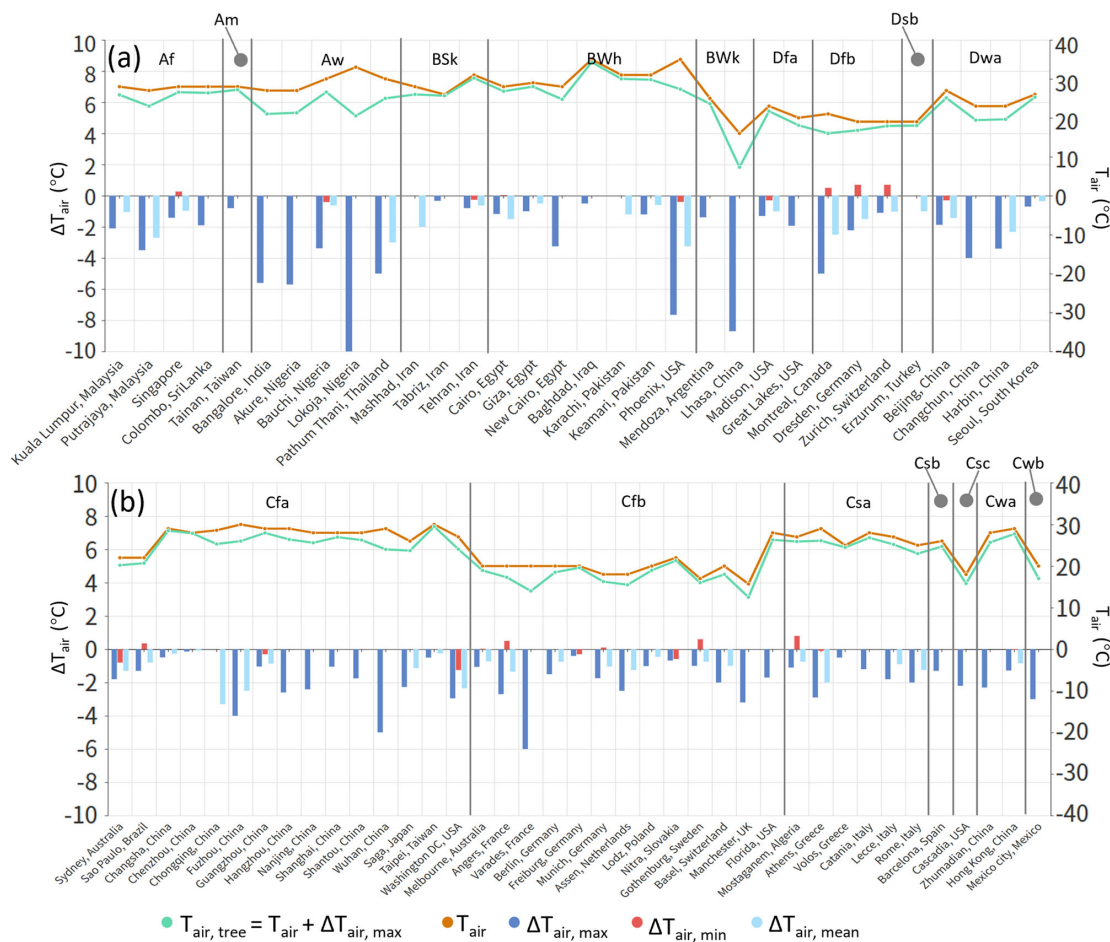 Am
Dsb
(a)
Af
Aw
BSk
BWh
BWk
Dfa
Dfb
Dwa
10
8
6
4
2
0
-2
-4
-6
-8
-10
ΔTair (°C)
40
30
20
10
0
-10
-20
-30
-40
Tair (°C)
Kuala Lumpur, Malaysia
Putrajaya, Malaysia
Singapore
Colombo, SriLanka
Tainan, Taiwan
Bangalore, India
Akure, Nigeria
Bauchi, Nigeria
Lokoja, Nigeria
Pathum Thani, Thailand
Mashhad, Iran
Tabriz, Iran
Tehran, Iran
Cairo, Egypt
Giza, Egypt
New Cairo, Egypt
Baghdad, Iraq
Karachi, Pakistan
Keamari, Pakistan
Phoenix, USA
Mendoza, Argentina
Lhasa, China
Madison, USA
Great Lakes, USA
Montreal, Canada
Dresden, Germany
Zurich, Switzerland
Erzurum, Turkey
Beijing, China
Changchun, China
Harbin, China
Seoul, South Korea
Csb
Csc
Cwb
(b)
Cfa
Cfb
Csa
Cwa
10
8
6
4
2
0
-2
-4
-6
-8
-10
ΔTair (°C)
40
30
20
10
0
-10
-20
-30
-40
Tair (°C)
Sydney, Australia
Sao Paulo, Brazil
Changsha, China
Chenzhou, China
Chongqing, China
Fuzhou, China
Guangzhou, China
Hangzhou, China
Nanjing, China
Shanghai, China
Shantou, China
Wuhan, China
Saga, Japan
Taipei, Taiwan
Washington DC, USA
Melbourne, Australia
Angers, France
Varades, France
Berlin, Germany
Freiburg, Germany
Munich, Germany
Assen, Netherlands
Lodz, Poland
Nitra, Slovakia
Gothenburg, Sweden
Basel, Switzerland
Manchester, UK
Florida, USA
Mostaganem, Algeria
Athens, Greece
Volos, Greece
Catania, Italy
Lecce, Italy
Rome, Italy
Barcelona, Spain
Cascadia, USA
Zhumadian, China
Hong Kong, China
Mexico city, Mexico
Tair, tree = Tair + ΔTair, max
Tair
ΔTair, max
ΔTair, min
ΔTair, mean